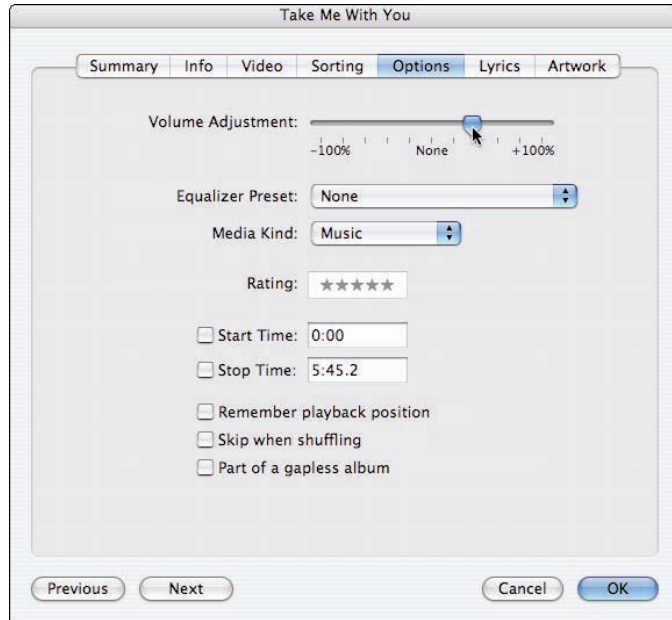 Take Me With You
Summary Info Video Sorting Options Lyrics Artwork
Volume Adjustment:
-100% None +100%
Equalizer Preset: None
Media Kind: Music
Rating: ★★★★★
Start Time: 0:00
Stop Time: 5:45.2
Remember playback position
Skip when shuffling
Part of a gapless album
Previous Next Cancel OK